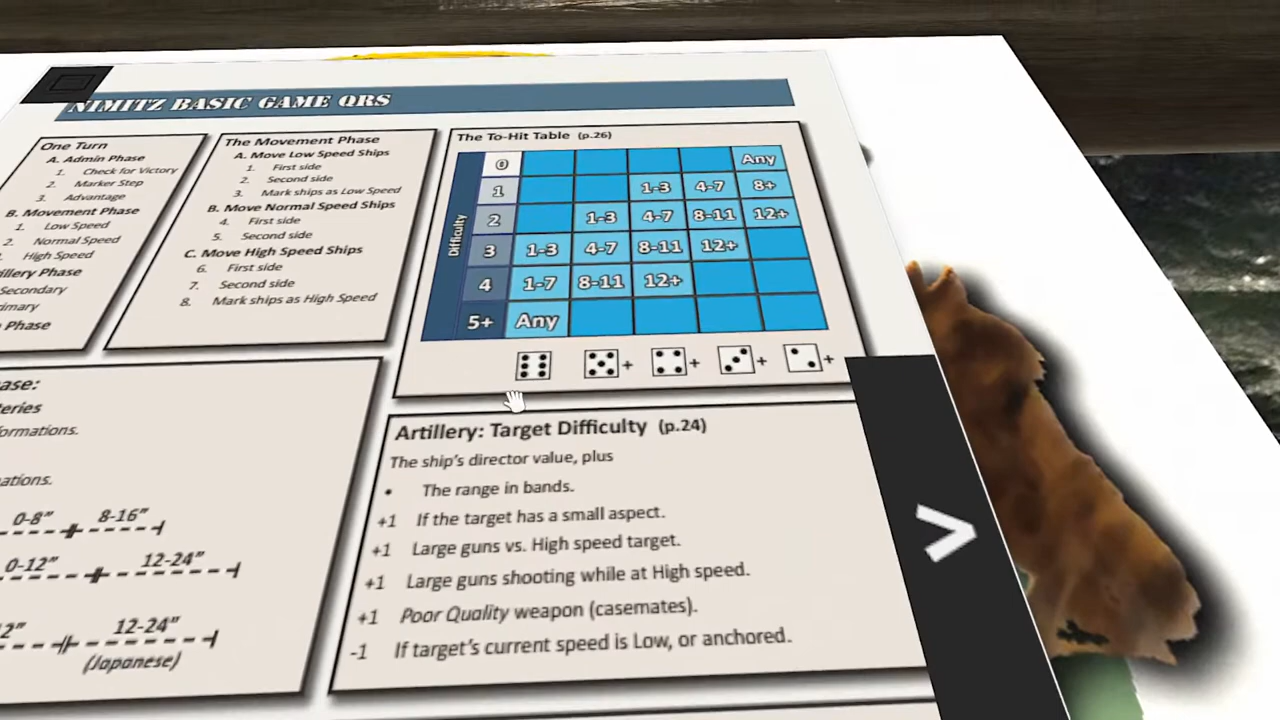 NIMITZ BASIC GAME QRS
One Turn
A. Admin Phase
1. Check for Victory
2. Marker Step
3. Advantage
B. Movement Phase
1. Low Speed
2. Normal Speed
High Speed
Phase
Secondary
Phase
The Movement Phase
A. Move Low Speed Ships
1. First side
2. Second side
3. Mark ships as Low Speed
B. Move Normal Speed Ships
4. First side
5. Second side
C. Move High Speed Ships
6. First side
7. Second side
8. Mark ships as High Speed
The To-Hit Table (p.26)
Difficulty
0 Any
1 1-3 4-7 8+
2 1-3 4-7 8-11 12+
3 1-3 4-7 8-11 12+
4 1-7 8-11 12+
5+ Any
+ + + +
0-8" 8-16"
0-12" 12-24"
12-24"
(Japanese)
Artillery: Target Difficulty (p.24)
The ship's director value, plus
• The range in bands.
+1 If the target has a small aspect.
+1 Large guns vs. High speed target.
+1 Large guns shooting while at High speed.
+1 Poor Quality weapon (casemates).
-1 If target's current speed is Low, or anchored.
>